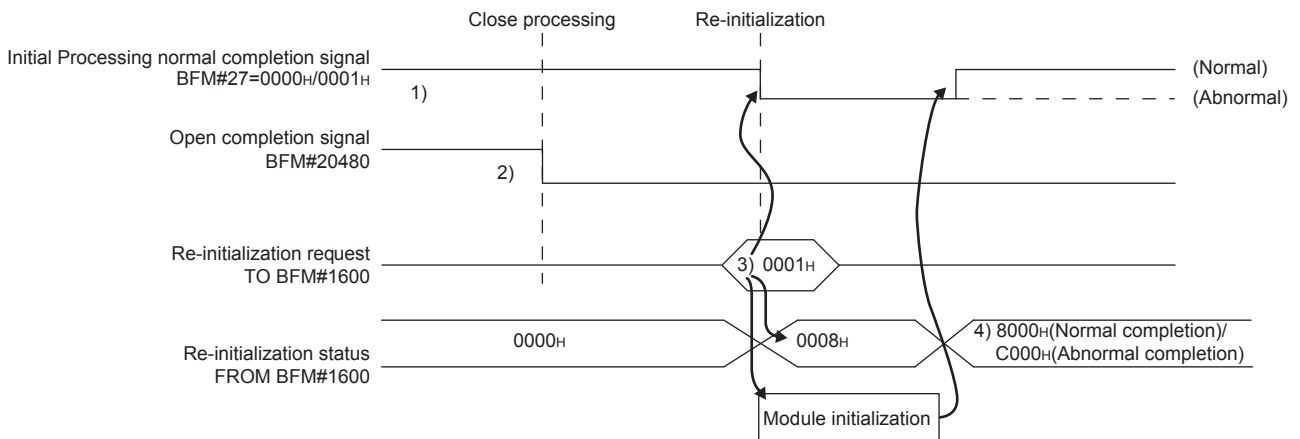 Close processing
Re-initialization
Initial Processing normal completion signal
BFM#27=0000H/0001H
1)
(Normal)
(Abnormal)
Open completion signal
BFM#20480
2)
Re-initialization request
TO BFM#1600
3) 0001H
Re-initialization status
FROM BFM#1600
0000H
0008H
4) 8000H(Normal completion)/
C000H(Abnormal completion)
Module initialization